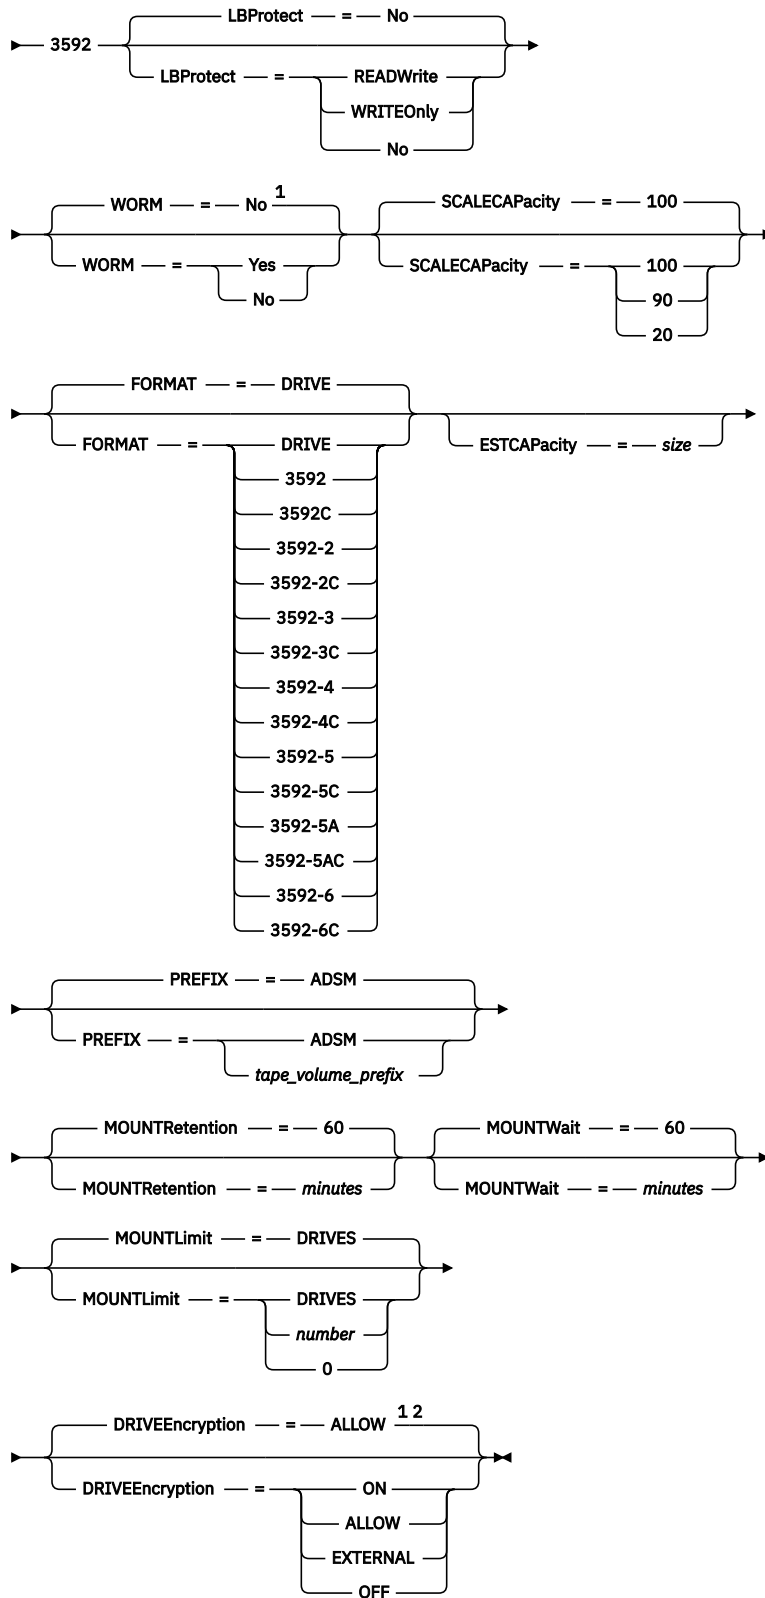 LBProtect = No
3592
LBProtect = READWrite
WRITEOnly
No
WORM = No 1 SCALECAPacity = 100
WORM = Yes SCALECAPacity = 100
No 90
20
FORMAT = DRIVE
FORMAT = DRIVE ESTCAPacity = size
3592
3592C
3592-2
3592-2C
3592-3
3592-3C
3592-4
3592-4C
3592-5
3592-5C
3592-5A
3592-5AC
3592-6
3592-6C
PREFIX = ADSM
PREFIX = ADSM
tape_volume_prefix
MOUNTRetention = 60 MOUNTWait = 60
MOUNTRetention = minutes MOUNTWait = minutes
MOUNTLimit = DRIVES
MOUNTLimit = DRIVES
number
0
DRIVEEncryption = ALLOW 1 2
DRIVEEncryption = ON
ALLOW
EXTERNAL
OFF